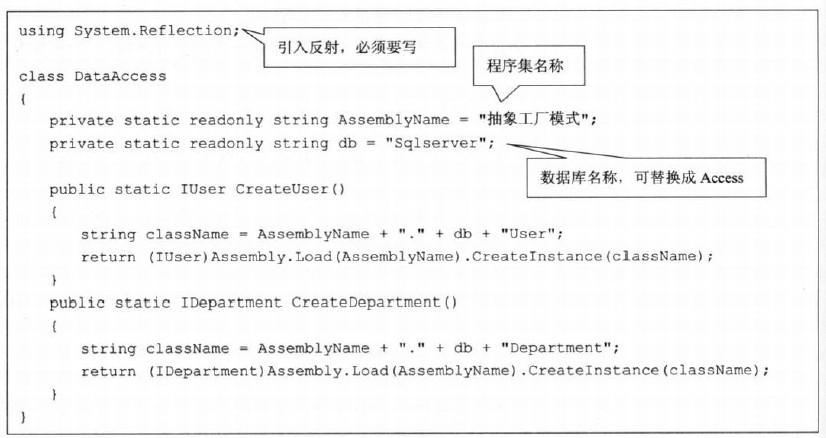 using System.Reflection;
引入反射，必须要写
程序集名称
class DataAccess
{
private static readonly string AssemblyName = "抽象工厂模式";
private static readonly string db = "Sqlserver";
数据库名称，可替换成 Access
public static IUser CreateUser()
{
string className = AssemblyName + "." + db + "User";
return (IUser)Assembly.Load(AssemblyName).CreateInstance(className);
}
public static IDepartment CreateDepartment()
{
string className = AssemblyName + "." + db + "Department";
return (IDepartment)Assembly.Load(AssemblyName).CreateInstance(className);
}
}